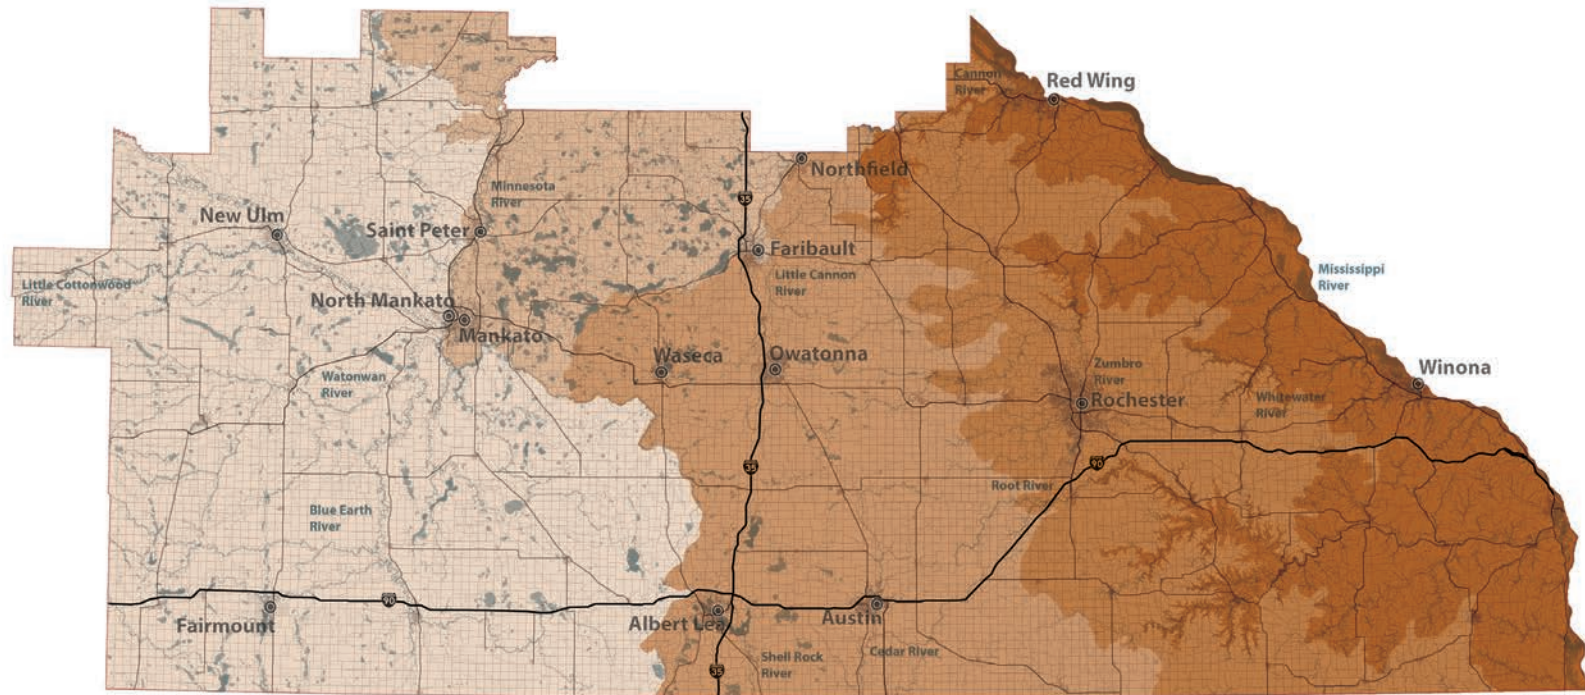 Cannon
River
Red Wing
Northfield
Minnesota
River
35
New Ulm
Saint Peter
Faribault
Little Cottonwood
River
Little Cannon
River
Mississippi
River
North Mankato
Mankato
Waseca
Owatonna
Watonwan
River
Zumbro
River
Rochester
Whitewater
River
Winona
35
90
Root River
Blue Earth
River
90
Fairmount
Albert Lea
Austin
Shell Rock
River
Cedar River
35